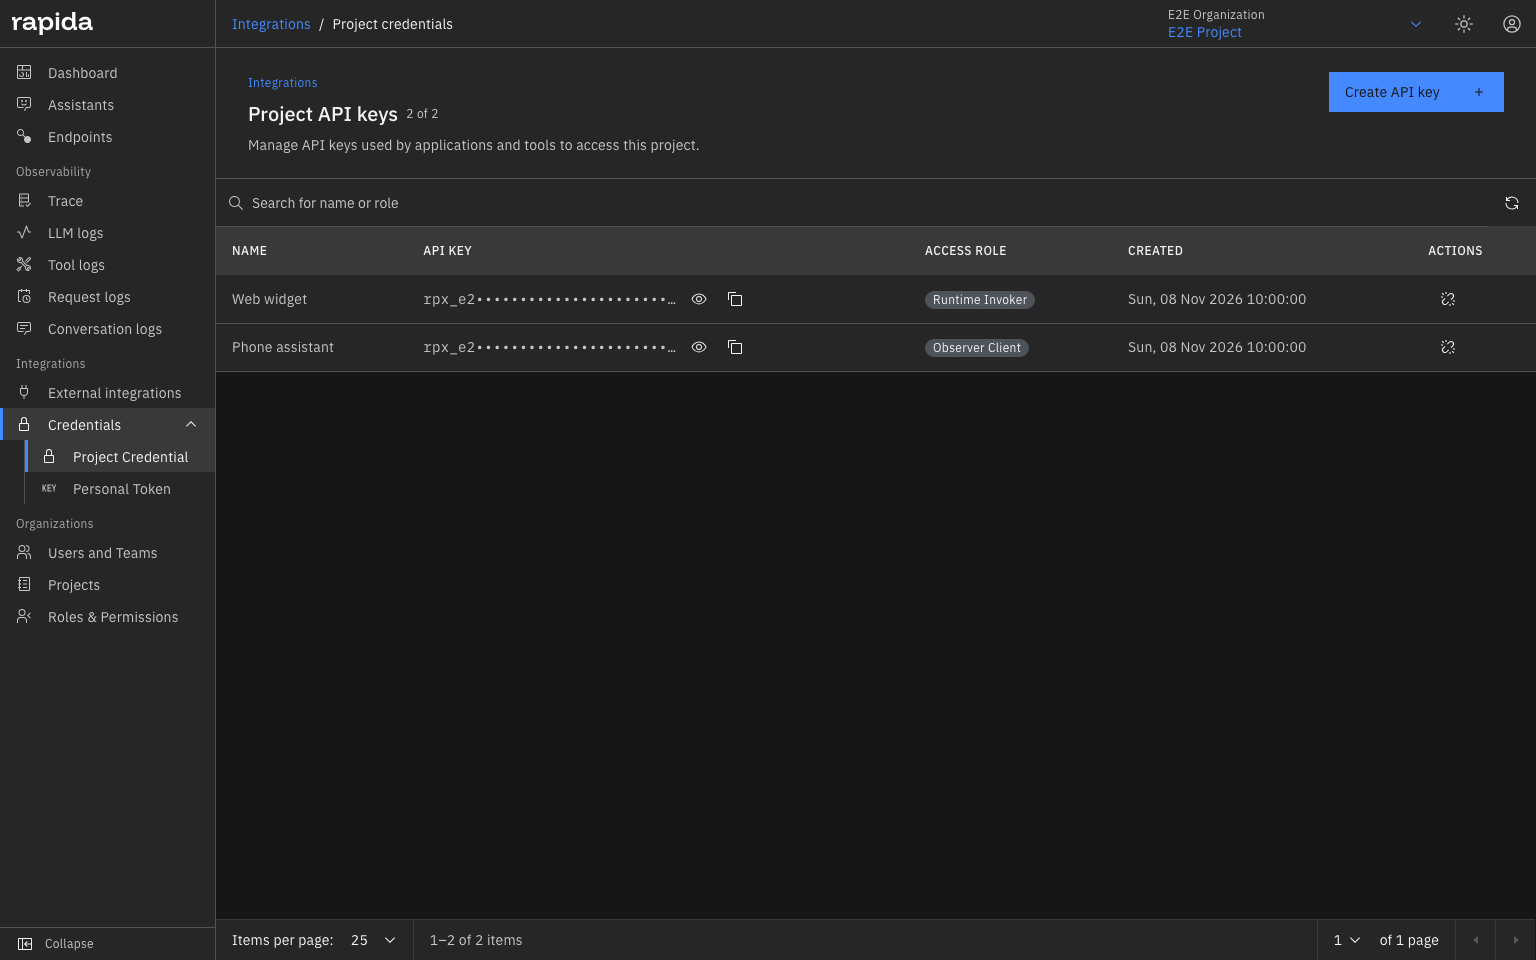 rapida
Integrations / Project credentials
E2E Organization
E2E Project
Dashboard
Assistants
Endpoints
Observability
Trace
LLM logs
Tool logs
Request logs
Conversation logs
Integrations
External integrations
Credentials
Project Credential
KEY Personal Token
Organizations
Users and Teams
Projects
Roles & Permissions
Collapse
Integrations
Project API keys 2 of 2
Manage API keys used by applications and tools to access this project.
Create API key +
Search for name or role
NAME API KEY ACCESS ROLE CREATED ACTIONS
Web widget rpx_e2••••••••••••••••••••••… Runtime Invoker Sun, 08 Nov 2026 10:00:00
Phone assistant rpx_e2••••••••••••••••••••••… Observer Client Sun, 08 Nov 2026 10:00:00
Items per page: 25 1–2 of 2 items 1 of 1 page